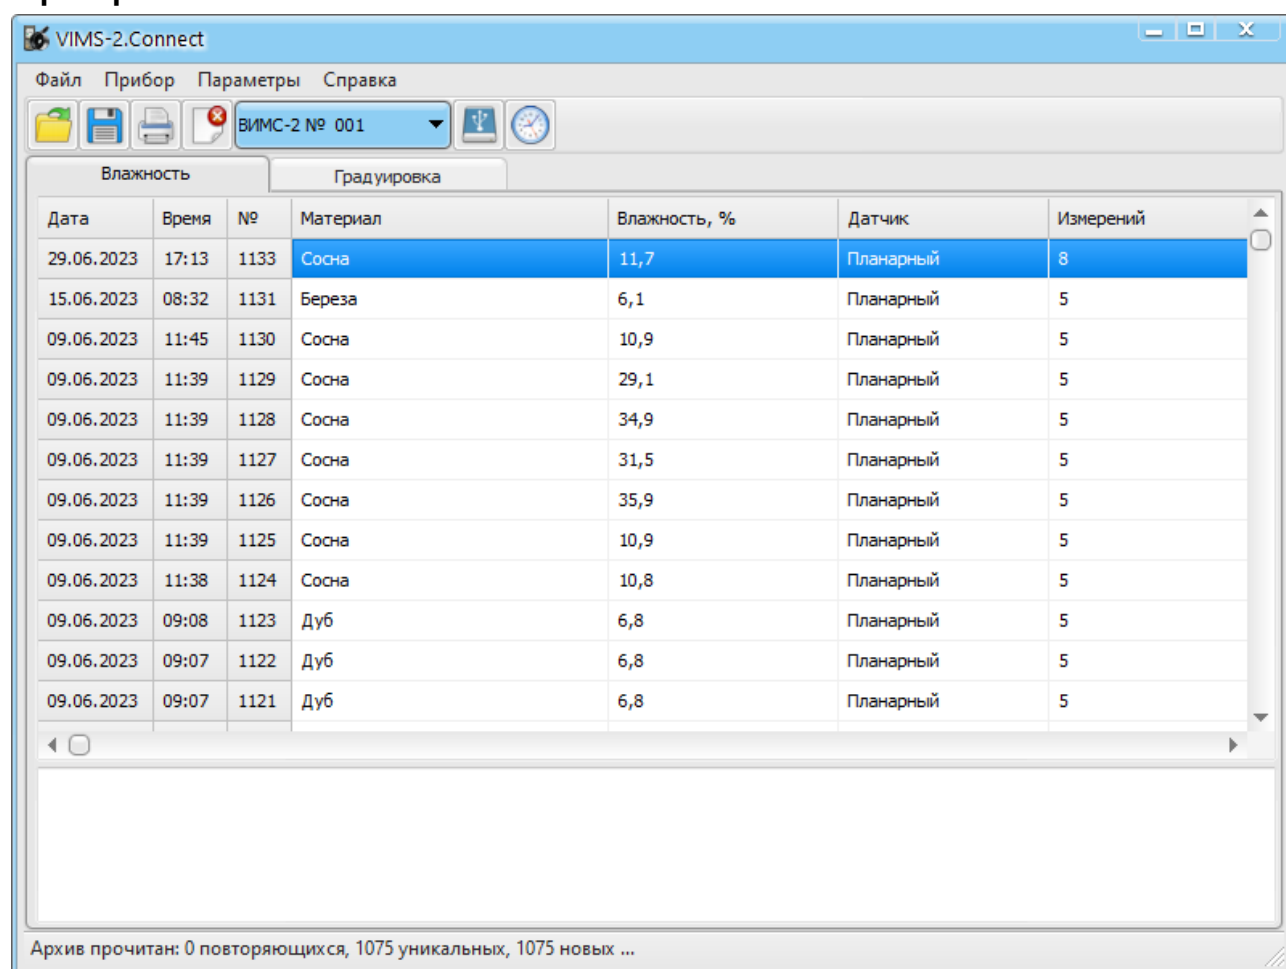 VIMS-2.Connect
Файл Прибор Параметры Справка
ВИМС-2 № 001
Влажность Градуировка
Дата Время № Материал Влажность, % Датчик Измерений
29.06.2023 17:13 1133 Сосна 11,7 Планарный 8
15.06.2023 08:32 1131 Береза 6,1 Планарный 5
09.06.2023 11:45 1130 Сосна 10,9 Планарный 5
09.06.2023 11:39 1129 Сосна 29,1 Планарный 5
09.06.2023 11:39 1128 Сосна 34,9 Планарный 5
09.06.2023 11:39 1127 Сосна 31,5 Планарный 5
09.06.2023 11:39 1126 Сосна 35,9 Планарный 5
09.06.2023 11:39 1125 Сосна 10,9 Планарный 5
09.06.2023 11:38 1124 Сосна 10,8 Планарный 5
09.06.2023 09:08 1123 Дуб 6,8 Планарный 5
09.06.2023 09:07 1122 Дуб 6,8 Планарный 5
09.06.2023 09:07 1121 Дуб 6,8 Планарный 5
Архив прочитан: 0 повторяющихся, 1075 уникальных, 1075 новых ...